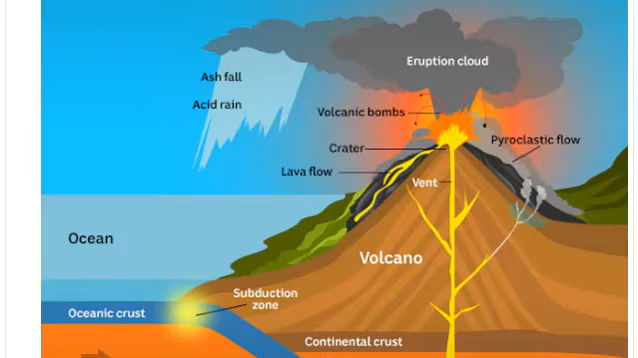 Eruption cloud
Ash fall
Acid rain
Volcanic bombs
Crater
Pyroclastic flow
Lava flow
Vent
Ocean
Volcano
Subduction
zone
Oceanic crust
Continental crust